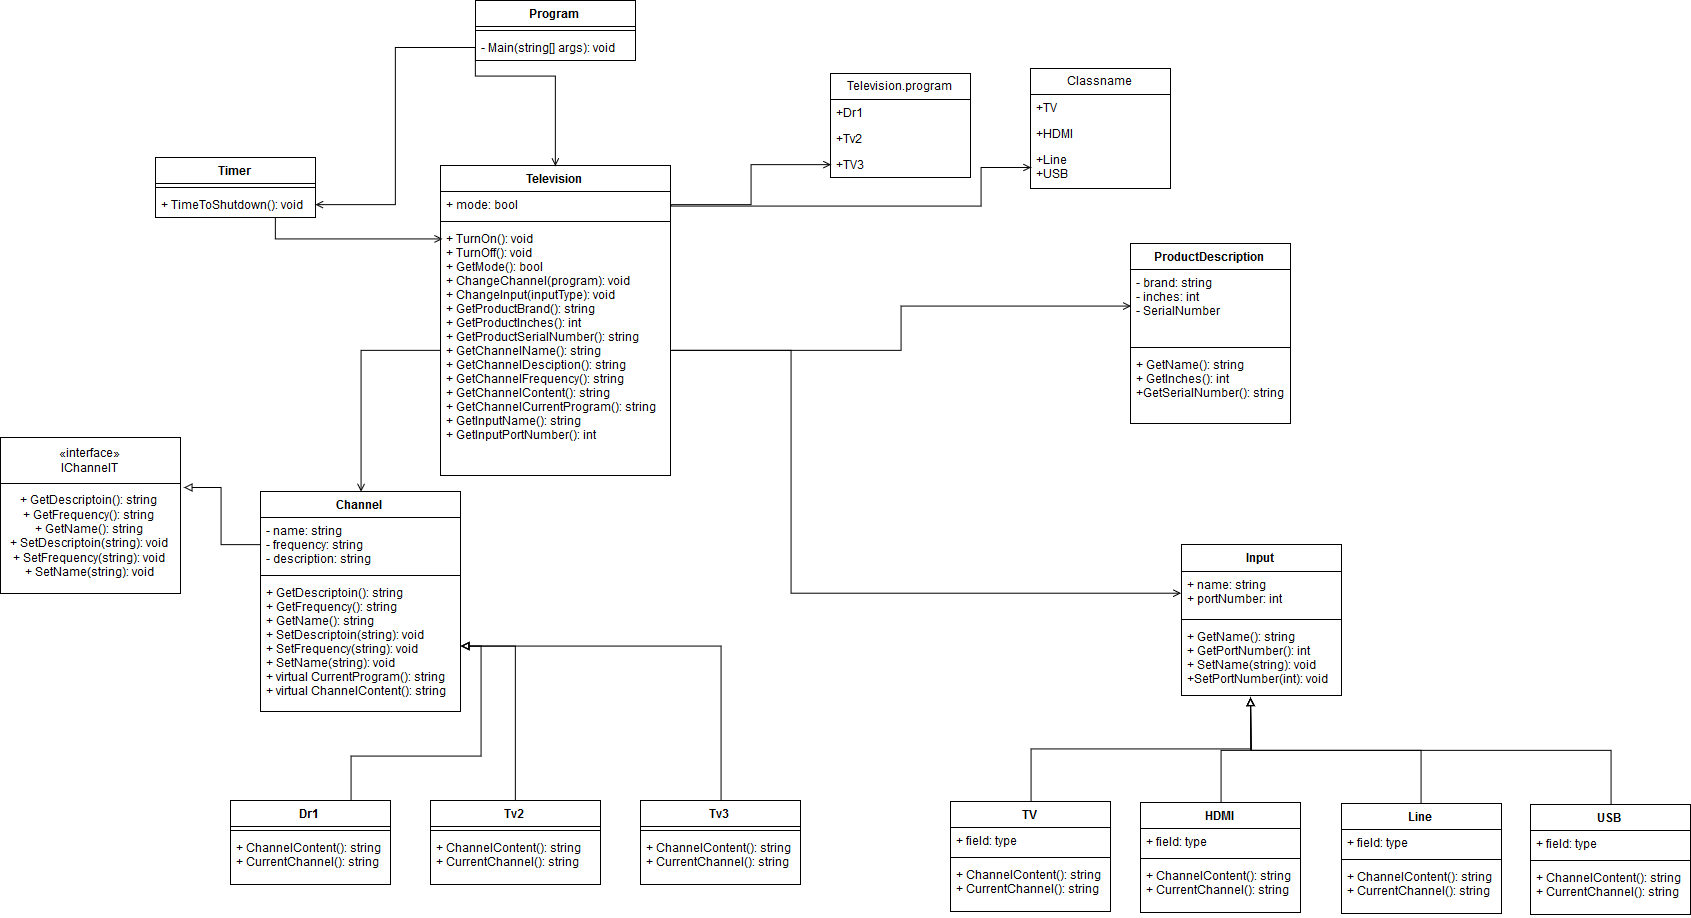 Program
- Main(string[] args): void
Television.program
+Dr1
+Tv2
+TV3
Classname
+TV
+HDMI
+Line
+USB
Timer
+ TimeToShutdown(): void
Television
+ mode: bool
+ TurnOn(): void
+ TurnOff(): void
+ GetMode(): bool
+ ChangeChannel(program): void
+ ChangeInput(inputType): void
+ GetProductBrand(): string
+ GetProductInches(): int
+ GetProductSerialNumber(): string
+ GetChannelName(): string
+ GetChannelDesciption(): string
+ GetChannelFrequency(): string
+ GetChannelContent(): string
+ GetChannelCurrentProgram(): string
+ GetInputName(): string
+ GetInputPortNumber(): int
ProductDescription
- brand: string
- inches: int
- SerialNumber
+ GetName(): string
+ GetInches(): int
+GetSerialNumber(): string
«interface»
IChannelT
+ GetDescriptoin(): string
+ GetFrequency(): string
+ GetName(): string
+ SetDescriptoin(string): void
+ SetFrequency(string): void
+ SetName(string): void
Channel
- name: string
- frequency: string
- description: string
+ GetDescriptoin(): string
+ GetFrequency(): string
+ GetName(): string
+ SetDescriptoin(string): void
+ SetFrequency(string): void
+ SetName(string): void
+ virtual CurrentProgram(): string
+ virtual ChannelContent(): string
Input
+ name: string
+ portNumber: int
+ GetName(): string
+ GetPortNumber(): int
+ SetName(string): void
+SetPortNumber(int): void
Dr1
+ ChannelContent(): string
+ CurrentChannel(): string
Tv2
+ ChannelContent(): string
+ CurrentChannel(): string
Tv3
+ ChannelContent(): string
+ CurrentChannel(): string
TV
+ field: type
+ ChannelContent(): string
+ CurrentChannel(): string
HDMI
+ field: type
+ ChannelContent(): string
+ CurrentChannel(): string
Line
+ field: type
+ ChannelContent(): string
+ CurrentChannel(): string
USB
+ field: type
+ ChannelContent(): string
+ CurrentChannel(): string